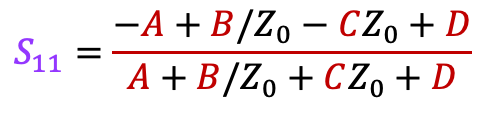 S₁₁ = (-A + B/Z₀ − CZ₀ + D) / (A + B/Z₀ + CZ₀ + D)